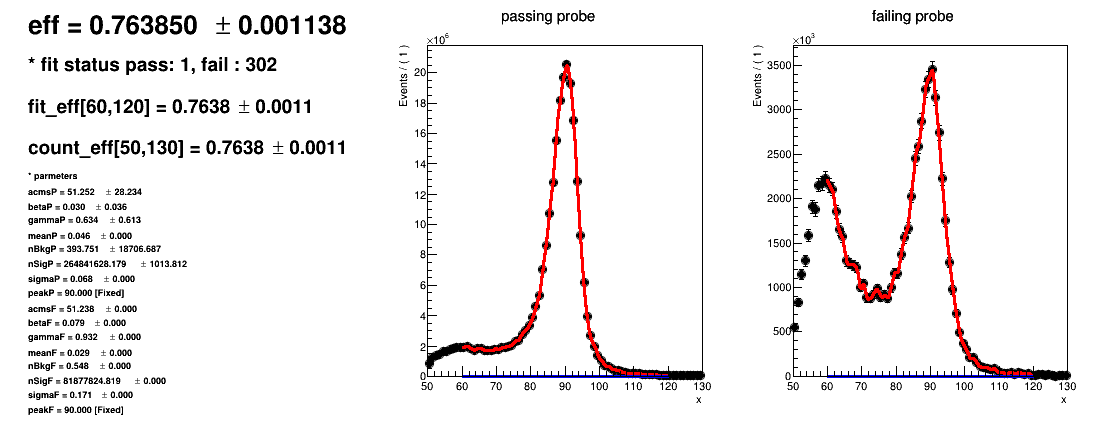 eff = 0.763850 ± 0.001138
* fit status pass: 1, fail : 302
fit_eff[60,120] = 0.7638 ± 0.0011
count_eff[50,130] = 0.7638 ± 0.0011
* parmeters
acmsP = 51.252 ± 28.234
betaP = 0.030 ± 0.036
gammaP = 0.634 ± 0.613
meanP = 0.046 ± 0.000
nBkgP = 393.751 ± 18706.687
nSigP = 264841628.179 ± 1013.812
sigmaP = 0.068 ± 0.000
peakP = 90.000 [Fixed]
acmsF = 51.238 ± 0.000
betaF = 0.079 ± 0.000
gammaF = 0.932 ± 0.000
meanF = 0.029 ± 0.000
nBkgF = 0.548 ± 0.000
nSigF = 81877824.819 ± 0.000
sigmaF = 0.171 ± 0.000
peakF = 90.000 [Fixed]
passing probe
×10⁶
Events / ( 1 )
20
18
16
14
12
10
8
6
4
2
0
50 60 70 80 90 100 110 120 130
x
failing probe
×10³
Events / ( 1 )
3500
3000
2500
2000
1500
1000
500
0
50 60 70 80 90 100 110 120 130
x